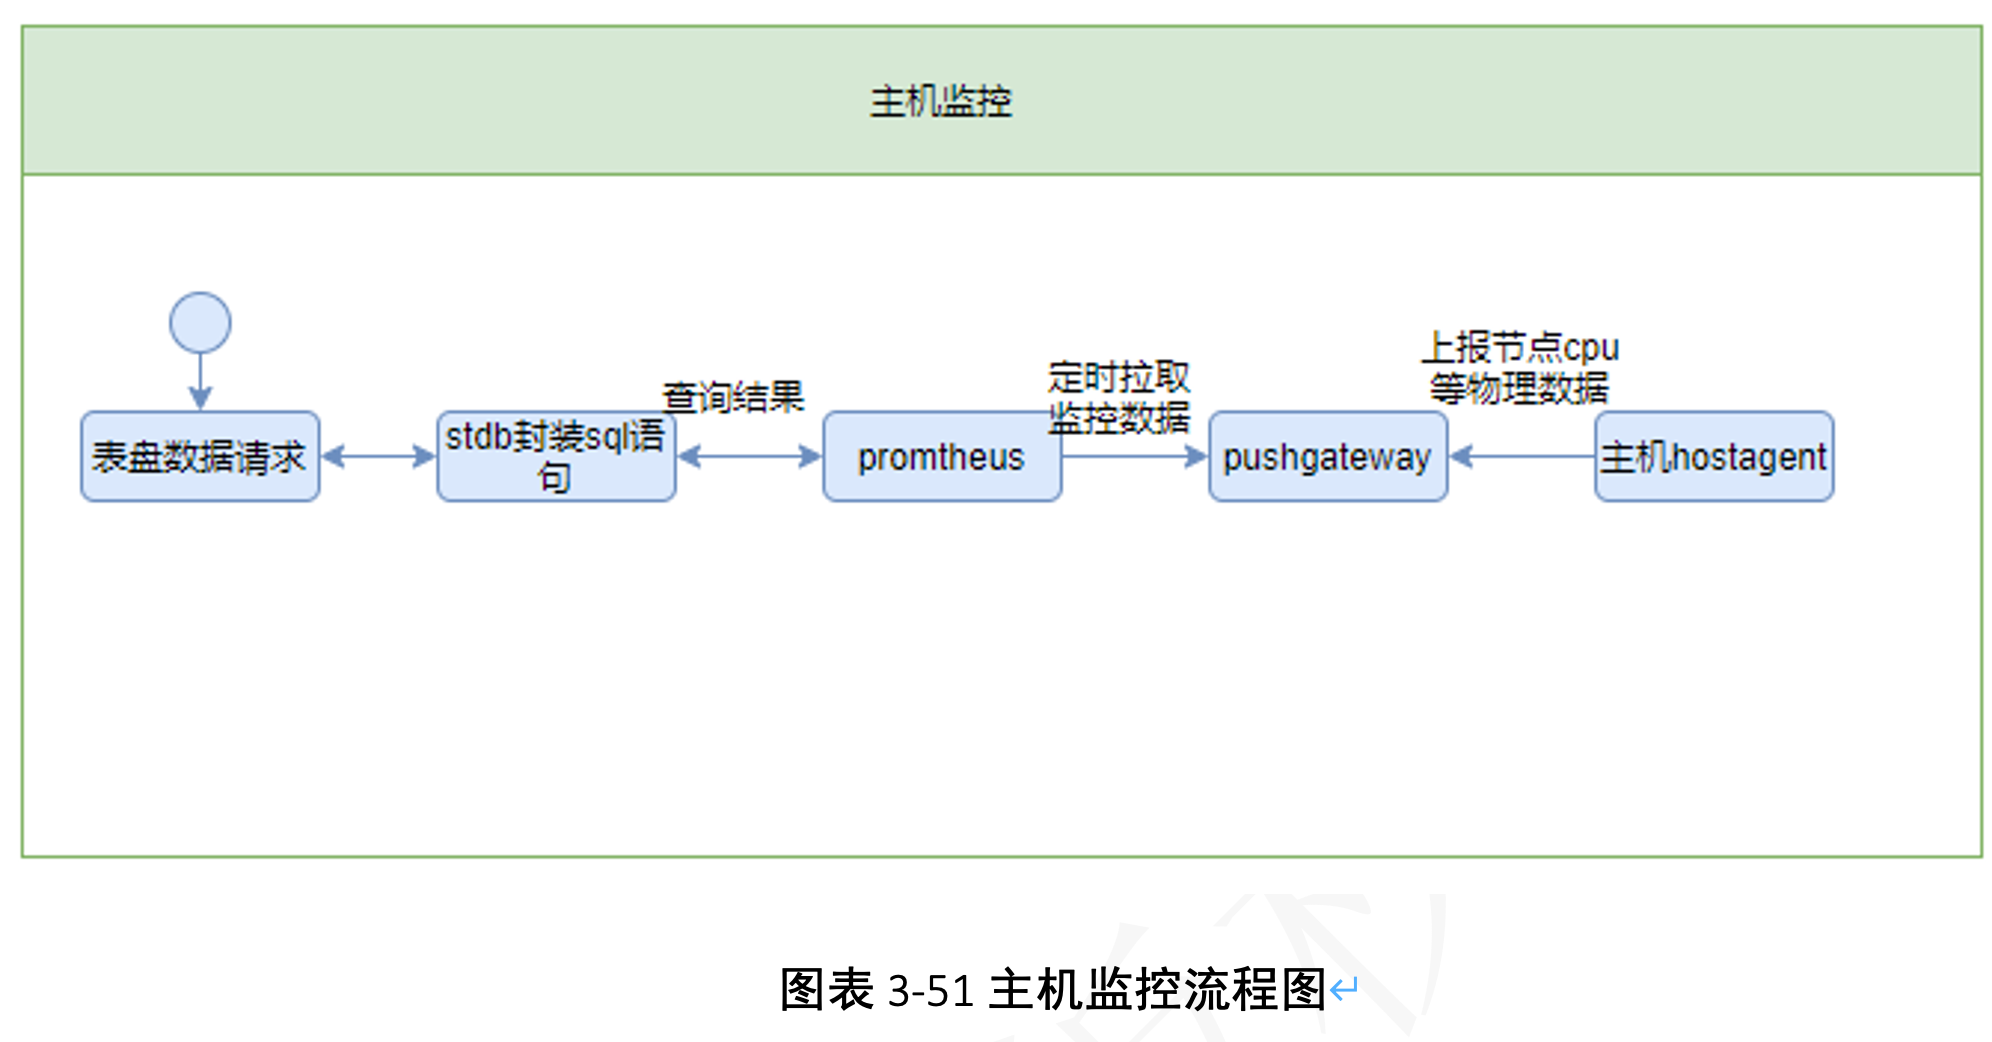 主机监控
上报节点cpu
等物理数据
定时拉取
监控数据
查询结果
表盘数据请求
stdb封装sql语
句
promtheus
pushgateway
主机hostagent
图表 3-51 主机监控流程图